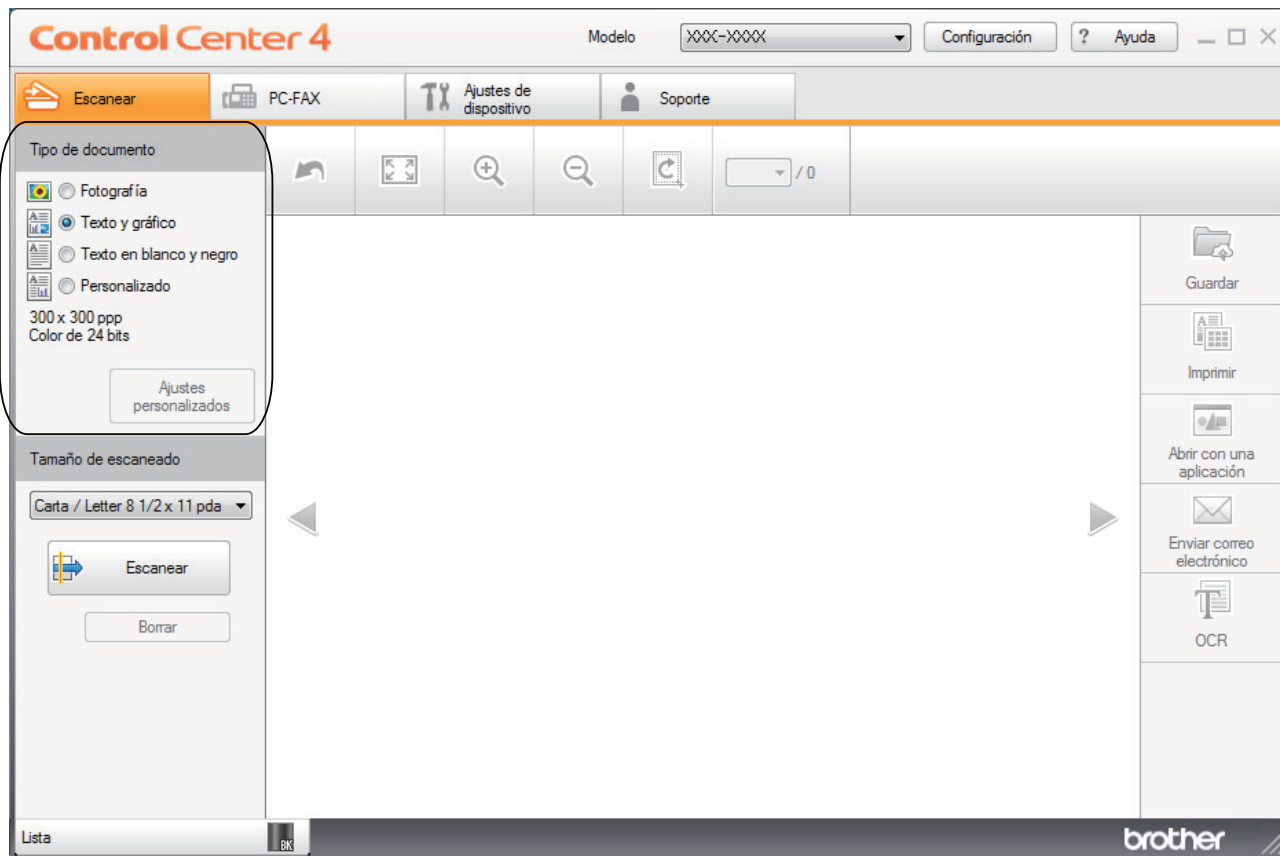 Control Center 4
Modelo
XXX-XXXX
Configuración
? Ayuda
Escanear
PC-FAX
Ajustes de
dispositivo
Soporte
Tipo de documento
Fotografía
Texto y gráfico
Texto en blanco y negro
Personalizado
300 x 300 ppp
Color de 24 bits
Ajustes
personalizados
/ 0
Tamaño de escaneado
Carta / Letter 8 1/2 x 11 pda
Escanear
Borrar
Guardar
Imprimir
Abrir con una
aplicación
Enviar correo
electrónico
OCR
Lista
BK
brother